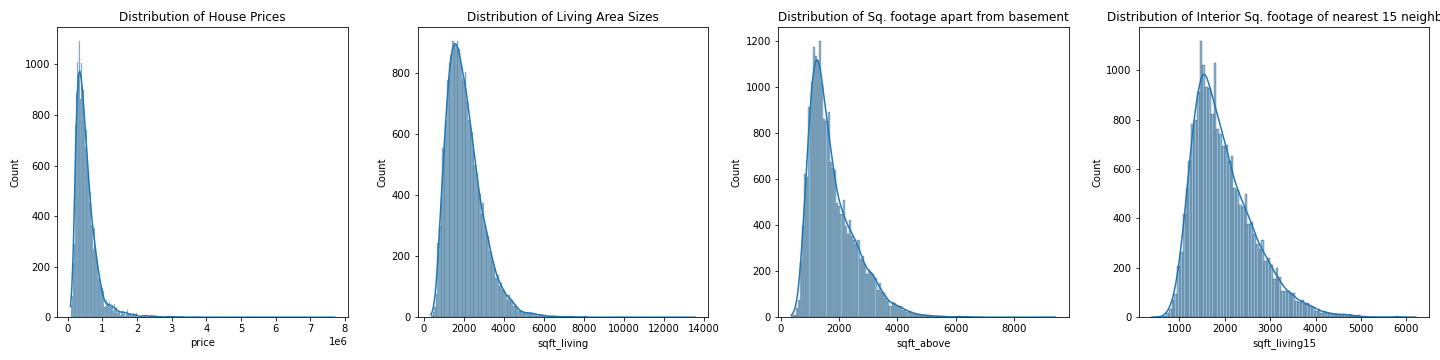 Distribution of House Prices
1000
800
600
400
200
0
Count
0 1 2 3 4 5 6 7 8
1e6
price
Distribution of Living Area Sizes
800
600
400
200
0
Count
0 2000 4000 6000 8000 10000 12000 14000
sqft_living
Distribution of Sq. footage apart from basement
1200
1000
800
600
400
200
0
Count
0 2000 4000 6000 8000
sqft_above
Distribution of Interior Sq. footage of nearest 15 neighb
1000
800
600
400
200
0
Count
1000 2000 3000 4000 5000 6000
sqft_living15